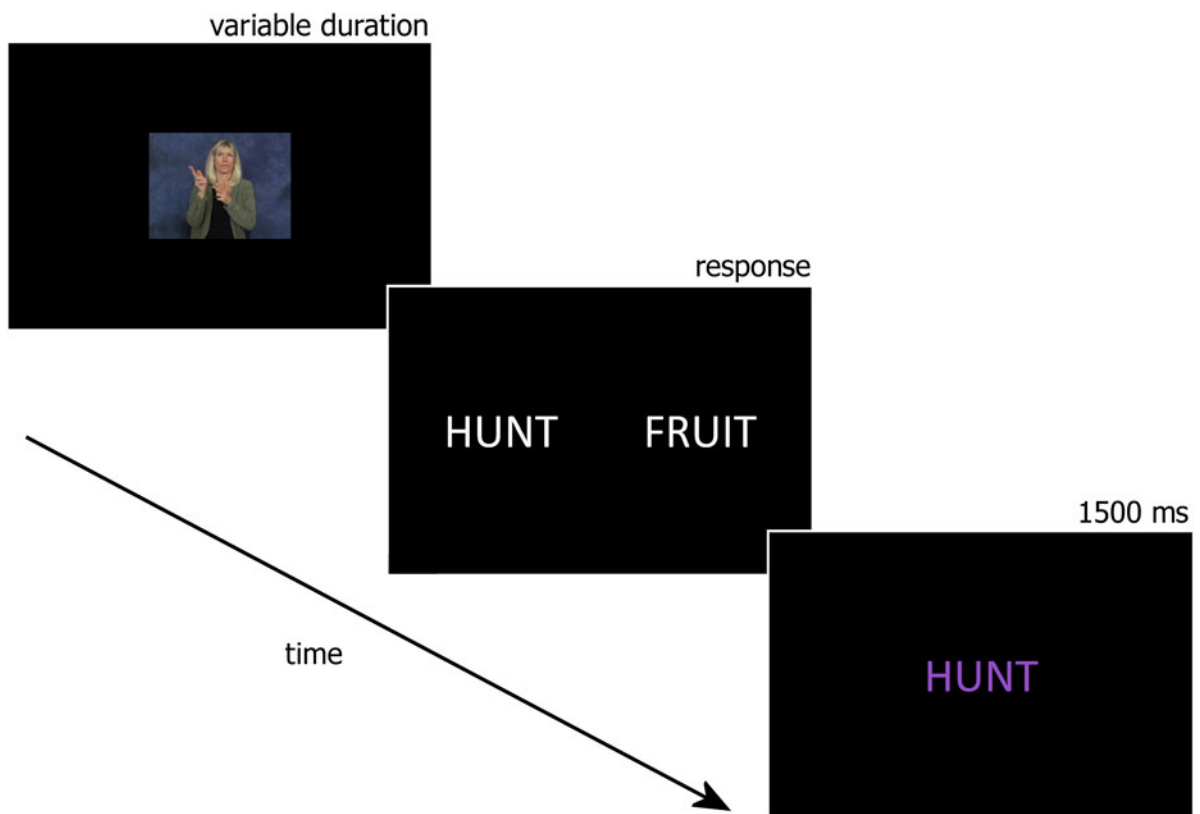 variable duration
response
HUNT FRUIT
1500 ms
time
HUNT